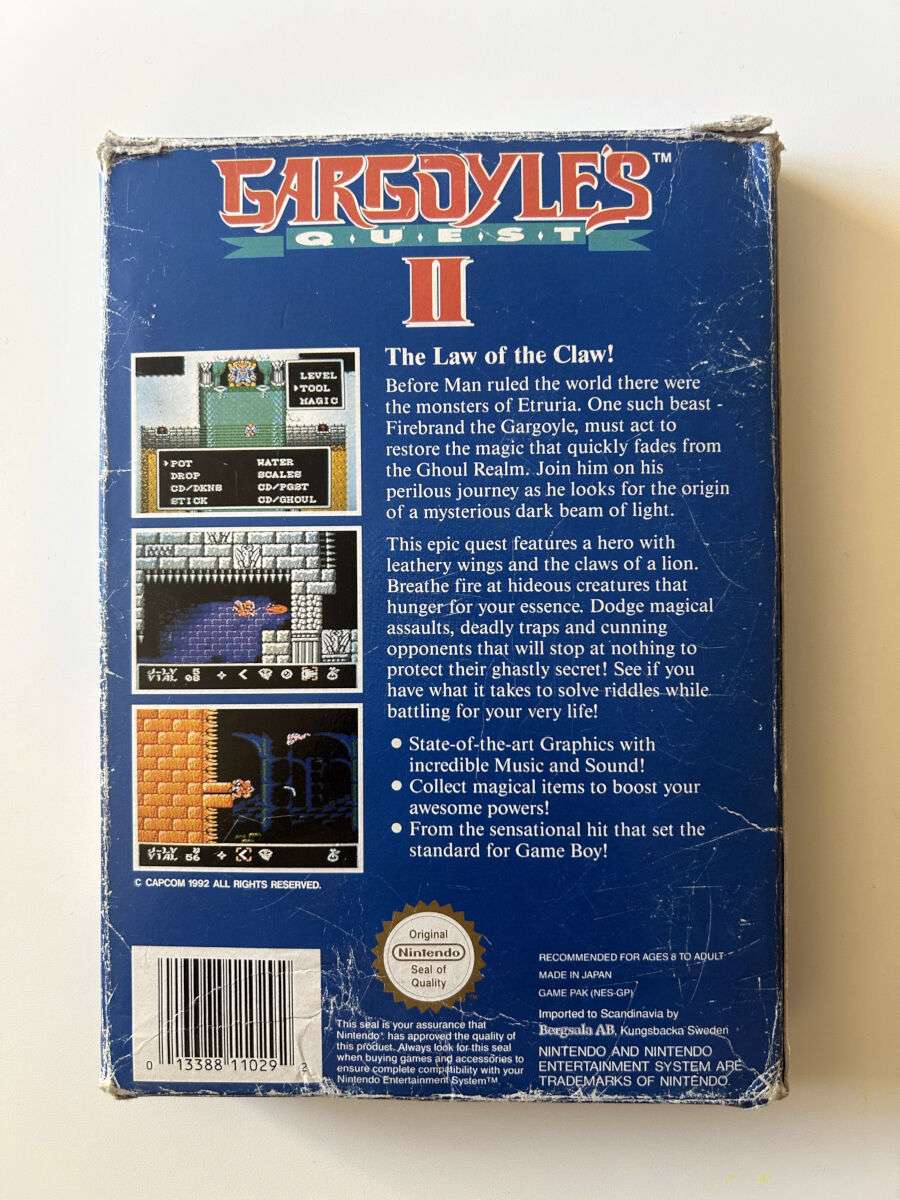 GARGOYLE'S™
QUEST
II
The Law of the Claw!
Before Man ruled the world there were
the monsters of Etruria. One such beast -
Firebrand the Gargoyle, must act to
restore the magic that quickly fades from
the Ghoul Realm. Join him on his
perilous journey as he looks for the origin
of a mysterious dark beam of light.
This epic quest features a hero with
leathery wings and the claws of a lion.
Breathe fire at hideous creatures that
hunger for your essence. Dodge magical
assaults, deadly traps and cunning
opponents that will stop at nothing to
protect their ghastly secret! See if you
have what it takes to solve riddles while
battling for your very life!
• State-of-the-art Graphics with
incredible Music and Sound!
• Collect magical items to boost your
awesome powers!
• From the sensational hit that set the
standard for Game Boy!
LEVEL
TOOL
MAGIC
POT WATER
DROP SCALES
CD/DKNS CD/PGST
STICK CD/GHOUL
VIAL 08
VIAL 56
© CAPCOM 1992 ALL RIGHTS RESERVED.
0 13388 11029 2
Original
Nintendo
Seal of
Quality
This seal is your assurance that
Nintendo® has approved the quality of
this product. Always look for this seal
when buying games and accessories to
ensure complete compatibility with your
Nintendo Entertainment System™
RECOMMENDED FOR AGES 8 TO ADULT
MADE IN JAPAN
GAME PAK (NES-GP)
Imported to Scandinavia by
Bergsala AB, Kungsbacka Sweden
NINTENDO AND NINTENDO
ENTERTAINMENT SYSTEM ARE
TRADEMARKS OF NINTENDO.